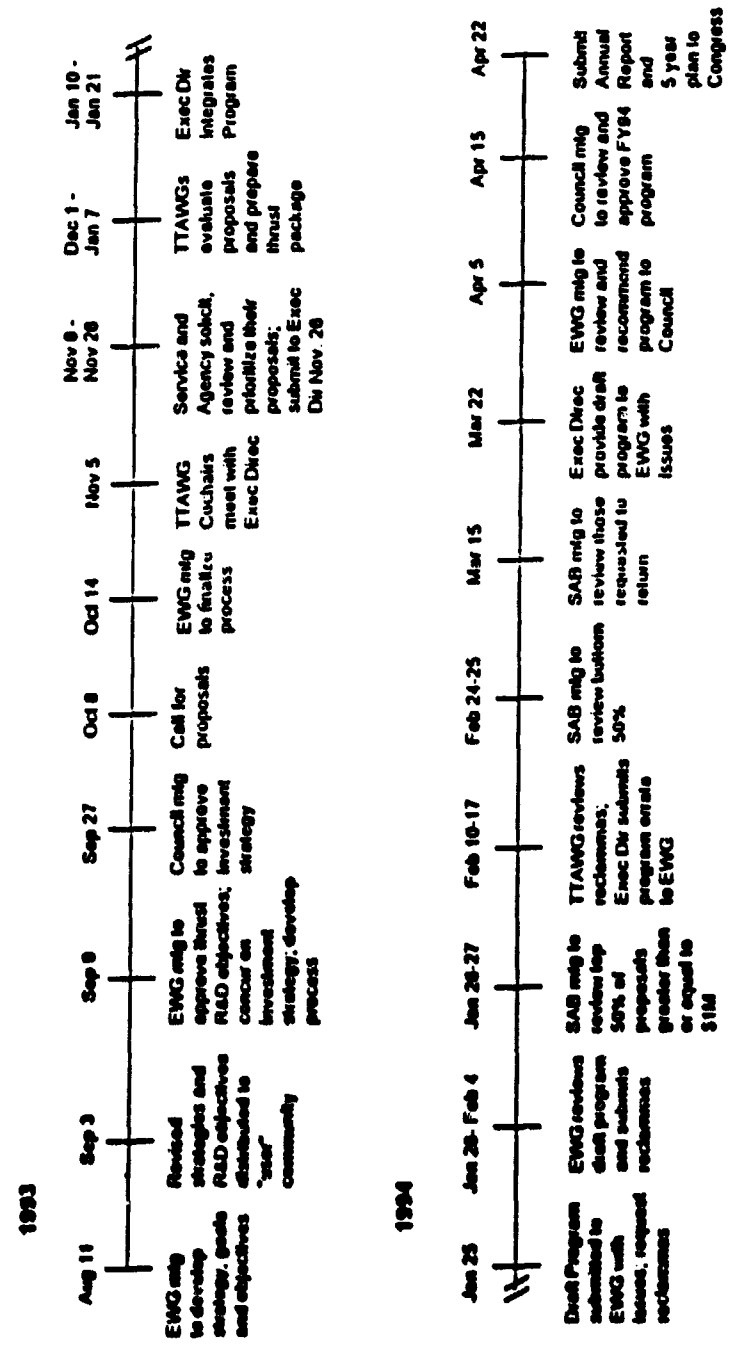 1993
Aug 11
EWG mtg
to develop
strategy, goals
and objectives
Sep 3
Revised
strategies and
R&D objectives
distributed to
"user"
community
Sep 9
EWG mtg to
approve thrust
R&D objectives;
concur on
investment
strategy; develop
process
Sep 27
Council mtg
to approve
investment
strategy
Oct 8
Call for
proposals
Oct 14
EWG mtg
to finalize
process
Nov 5
TTAWG
Cochairs
meet with
Exec Direc
Nov 8 -
Nov 26
Service and
Agency solicit,
review and
prioritize their
proposals;
submit to Exec
Dir Nov. 26
Dec 1 -
Jan 7
TTAWGs
evaluate
proposals
and prepare
thrust
package
Jan 10 -
Jan 21
Exec Dir
Integrates
Program
1994
Jan 25
Draft Program
submitted to
EWG with
issues; request
reclammas
Jan 28- Feb 4
EWG reviews
draft program
and submits
reclammas
Jan 26-27
SAB mtg to
review top
50% of
proposals
greater than
or equal to
$1M
Feb 10-17
TTAWG reviews
reclammas;
Exec Dir submits
program errata
to EWG
Feb 24-25
SAB mtg to
review bottom
50%
Mar 15
SAB mtg to
review those
requested to
return
Mar 22
Exec Direc
provide draft
program to
EWG with
Issues
Apr 5
EWG mtg to
review and
recommend
program to
Council
Apr 15
Council mtg
to review and
approve FY94
program
Apr 22
Submit
Annual
Report
and
5 year
plan to
Congress